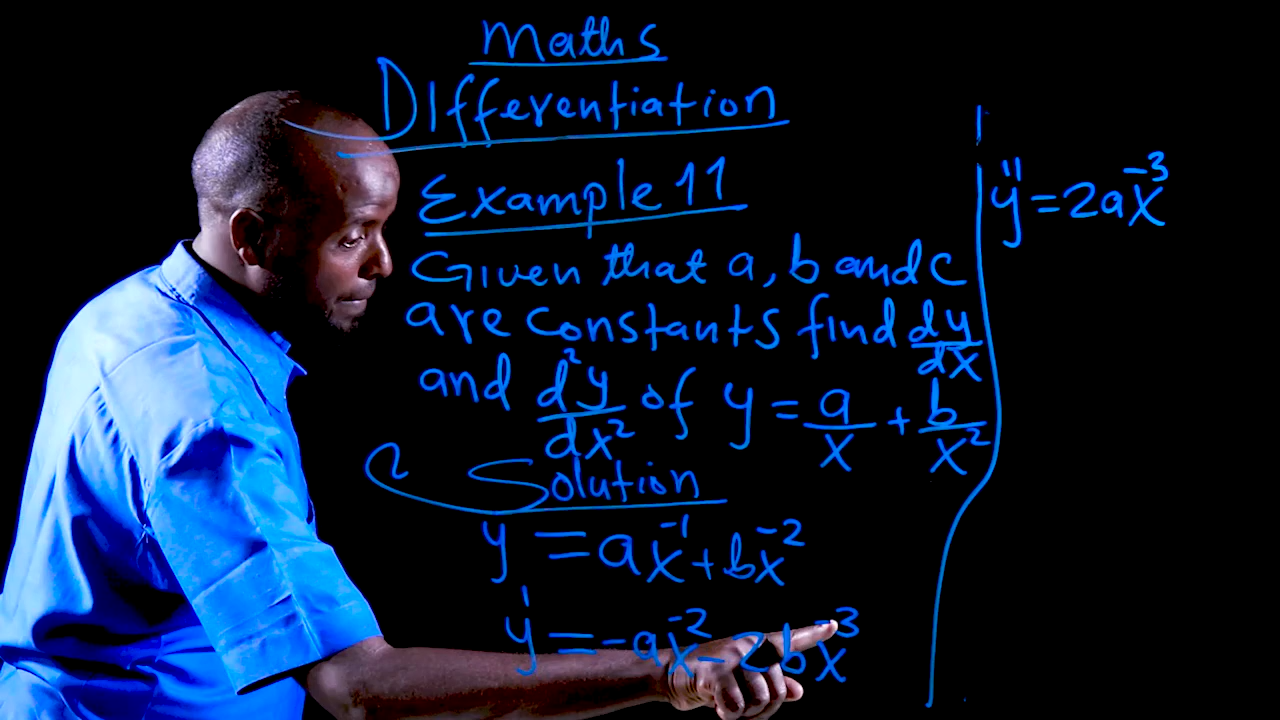 Maths
Differentiation
Example 11
Given that a, b and c
are constants find dy/dx
and d²y/dx² of y = a/x + b/x²
Solution
y = ax⁻¹ + bx⁻²
y' = -ax⁻² - 2bx⁻³
y'' = 2ax⁻³